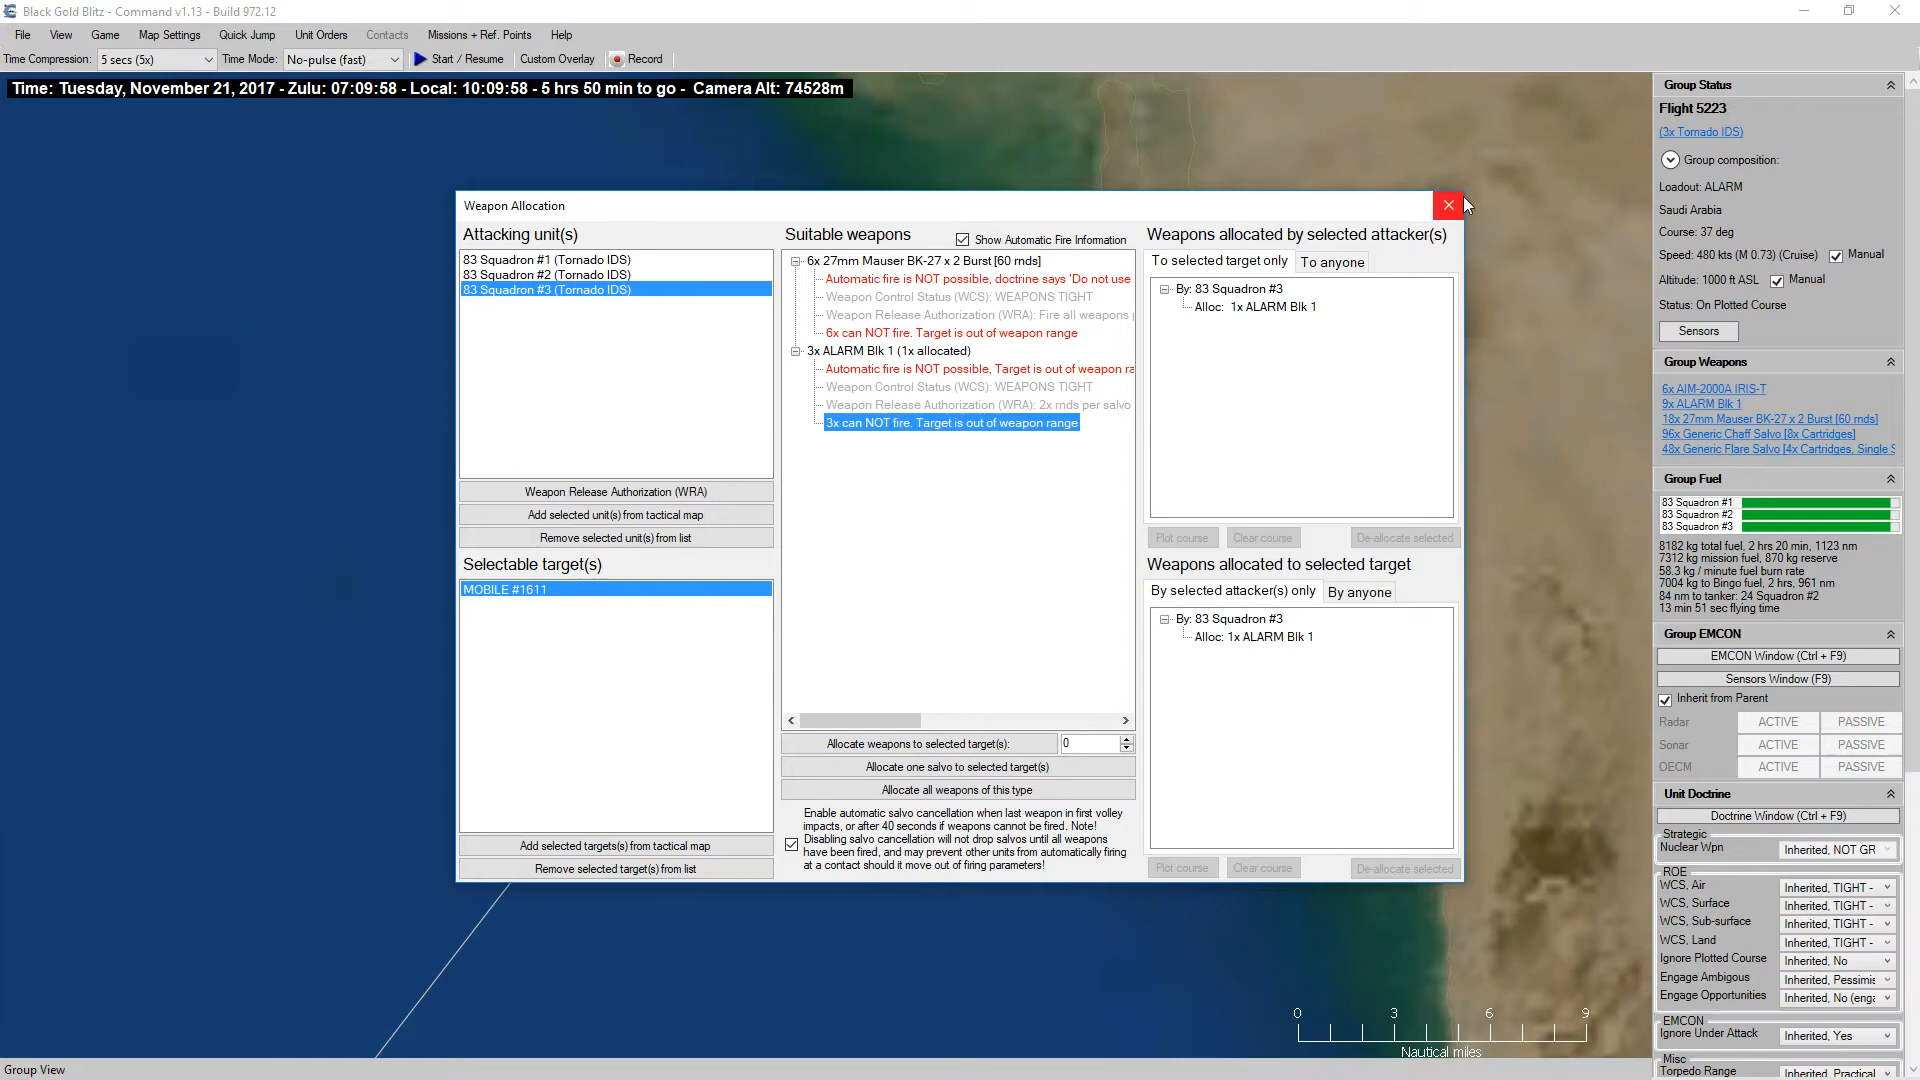 Black Gold Blitz - Command v1.13 - Build 972.12
File View Game Map Settings Quick Jump Unit Orders Contacts Missions + Ref. Points Help
Time Compression: 5 secs (5x) Time Mode: No-pulse (fast) Start / Resume Custom Overlay Record
Time: Tuesday, November 21, 2017 - Zulu: 07:09:58 - Local: 10:09:58 - 5 hrs 50 min to go - Camera Alt: 74528m
Weapon Allocation
Attacking unit(s)
83 Squadron #1 (Tornado IDS)
83 Squadron #2 (Tornado IDS)
83 Squadron #3 (Tornado IDS)
Weapon Release Authorization (WRA)
Add selected unit(s) from tactical map
Remove selected unit(s) from list
Selectable target(s)
MOBILE #1611
Add selected targets(s) from tactical map
Remove selected target(s) from list
Suitable weapons
Show Automatic Fire Information
6x 27mm Mauser BK-27 x 2 Burst [60 rnds]
Automatic fire is NOT possible, doctrine says 'Do not use
Weapon Control Status (WCS): WEAPONS TIGHT
Weapon Release Authorization (WRA): Fire all weapons
6x can NOT fire. Target is out of weapon range
3x ALARM Blk 1 (1x allocated)
Automatic fire is NOT possible, Target is out of weapon ra
Weapon Control Status (WCS): WEAPONS TIGHT
Weapon Release Authorization (WRA): 2x rnds per salvo
3x can NOT fire. Target is out of weapon range
Allocate weapons to selected target(s): 0
Allocate one salvo to selected target(s)
Allocate all weapons of this type
Enable automatic salvo cancellation when last weapon in first volley
impacts, or after 40 seconds if weapons cannot be fired. Note!
Disabling salvo cancellation will not drop salvos until all weapons
have been fired, and may prevent other units from automatically firing
at a contact should it move out of firing parameters!
Weapons allocated by selected attacker(s)
To selected target only To anyone
By: 83 Squadron #3
Alloc: 1x ALARM Blk 1
Plot course Clear course De-allocate selected
Weapons allocated to selected target
By selected attacker(s) only By anyone
By: 83 Squadron #3
Alloc: 1x ALARM Blk 1
Plot course Clear course De-allocate selected
0 3 6 9
Nautical miles
Group View
Group Status
Flight 5223
(3x Tornado IDS)
Group composition:
Loadout: ALARM
Saudi Arabia
Course: 37 deg
Speed: 480 kts (M 0.73) (Cruise) Manual
Altitude: 1000 ft ASL Manual
Status: On Plotted Course
Sensors
Group Weapons
6x AIM-2000A IRIS-T
9x ALARM Blk 1
18x 27mm Mauser BK-27 x 2 Burst [60 rnds]
96x Generic Chaff Salvo [8x Cartridges]
48x Generic Flare Salvo [4x Cartridges, Single S
Group Fuel
83 Squadron #1
83 Squadron #2
83 Squadron #3
8182 kg total fuel, 2 hrs 20 min, 1123 nm
7312 kg mission fuel, 870 kg reserve
58.3 kg / minute fuel burn rate
7004 kg to Bingo fuel, 2 hrs, 961 nm
84 nm to tanker: 24 Squadron #2
13 min 51 sec flying time
Group EMCON
EMCON Window (Ctrl + F9)
Sensors Window (F9)
Inherit from Parent
Radar ACTIVE PASSIVE
Sonar ACTIVE PASSIVE
OECM ACTIVE PASSIVE
Unit Doctrine
Doctrine Window (Ctrl + F9)
Strategic
Nuclear Wpn Inherited, NOT GR
ROE
WCS, Air Inherited, TIGHT -
WCS, Surface Inherited, TIGHT -
WCS, Sub-surface Inherited, TIGHT -
WCS, Land Inherited, TIGHT -
Ignore Plotted Course Inherited, No
Engage Ambigous Inherited, Pessimis
Engage Opportunities Inherited, No (enga
EMCON
Ignore Under Attack Inherited, Yes
Misc
Torpedo Range Inherited, Practical